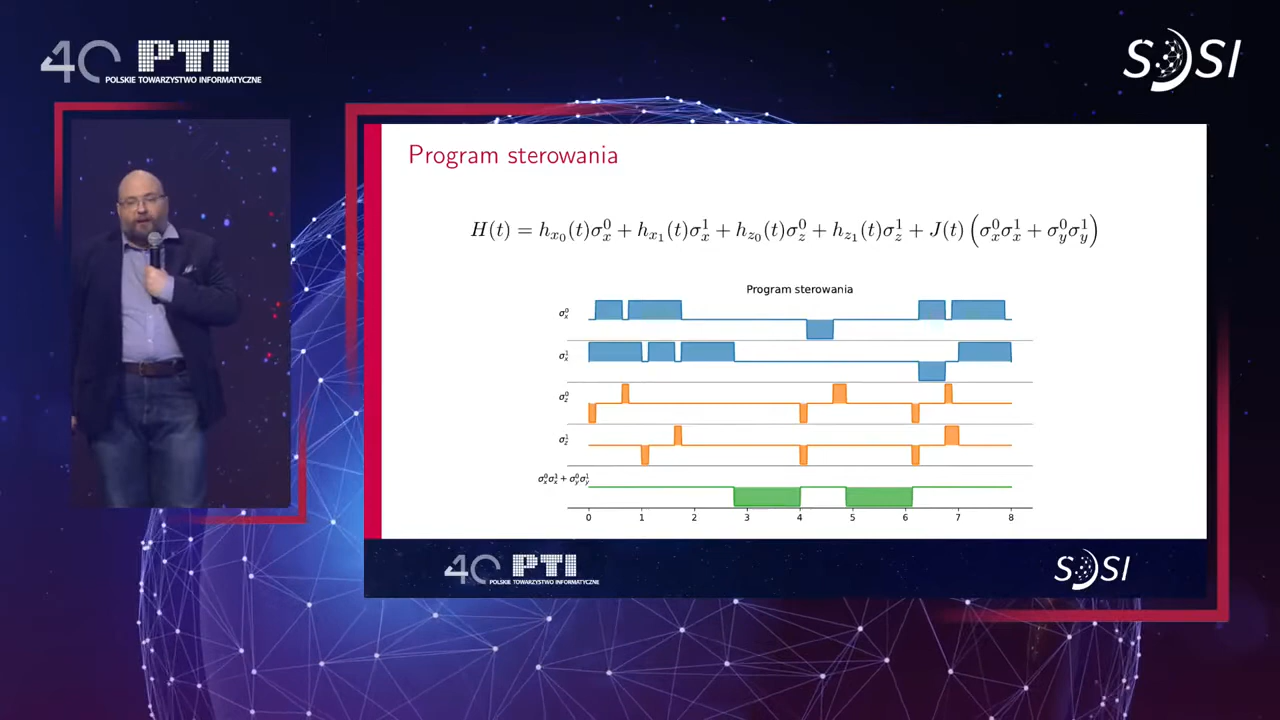 40 PTI
POLSKIE TOWARZYSTWO INFORMATYCZNE
SOSI
Program sterowania
H(t) = h_{x_0}(t)σ_x^0 + h_{x_1}(t)σ_x^1 + h_{z_0}(t)σ_z^0 + h_{z_1}(t)σ_z^1 + J(t) (σ_x^0σ_x^1 + σ_y^0σ_y^1)
Program sterowania
σ_x^0
σ_x^1
σ_z^0
σ_z^1
σ_x^0σ_x^1 + σ_y^0σ_y^1
0 1 2 3 4 5 6 7 8
40 PTI
POLSKIE TOWARZYSTWO INFORMATYCZNE
SOSI